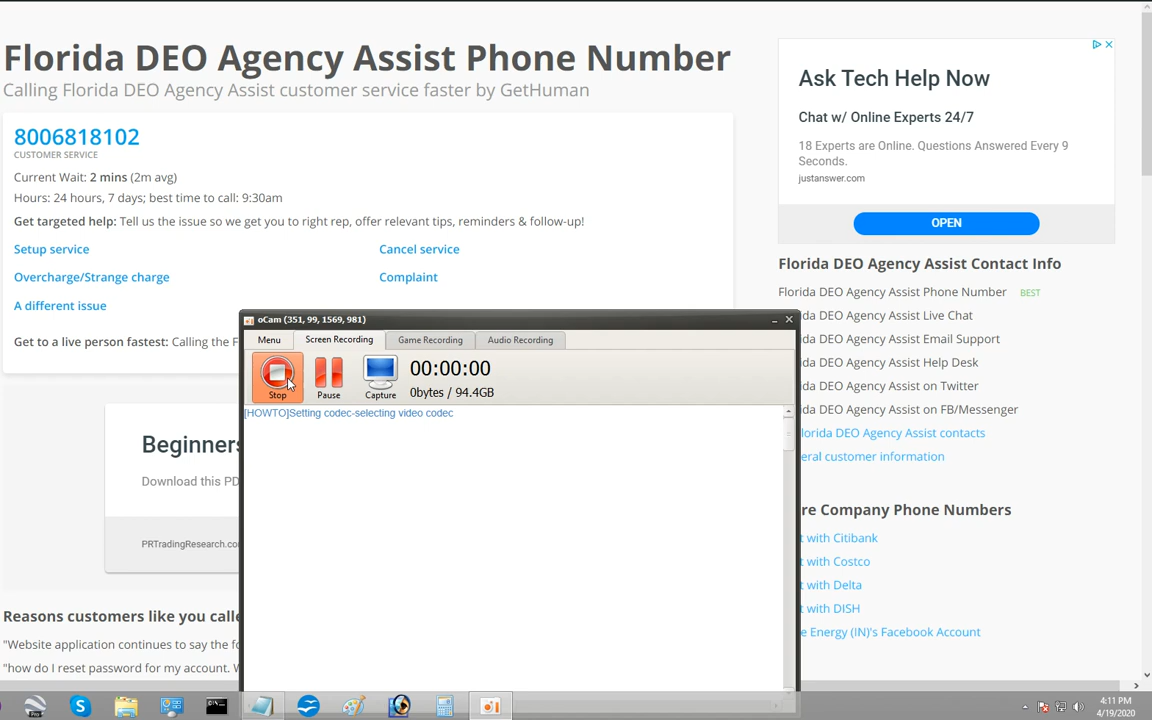 Florida DEO Agency Assist Phone Number
Calling Florida DEO Agency Assist customer service faster by GetHuman
8006818102
CUSTOMER SERVICE
Current Wait: 2 mins (2m avg)
Hours: 24 hours, 7 days; best time to call: 9:30am
Get targeted help: Tell us the issue so we get you to right rep, offer relevant tips, reminders & follow-up!
Setup service
Cancel service
Overcharge/Strange charge
Complaint
A different issue
Get to a live person fastest: Calling the
Beginners
Download this
PRTradingResearch
Reasons customers like you
"Website application continues to say the
"how do I reset password for my account.
Ask Tech Help Now
Chat w/ Online Experts 24/7
18 Experts are Online. Questions Answered Every 9
Seconds.
justanswer.com
OPEN
Florida DEO Agency Assist Contact Info
Florida DEO Agency Assist Phone Number BEST
ida DEO Agency Assist Live Chat
ida DEO Agency Assist Email Support
ida DEO Agency Assist Help Desk
ida DEO Agency Assist on Twitter
ida DEO Agency Assist on FB/Messenger
lorida DEO Agency Assist contacts
eral customer information
re Company Phone Numbers
t with Citibank
t with Costco
t with Delta
t with DISH
e Energy (IN)'s Facebook Account
oCam (351, 99, 1569, 981)
Menu Screen Recording Game Recording Audio Recording
00:00:00
0bytes / 94.4GB
Stop Pause Capture
[HOWTO]Setting codec-selecting video codec
4:11 PM
4/19/2020